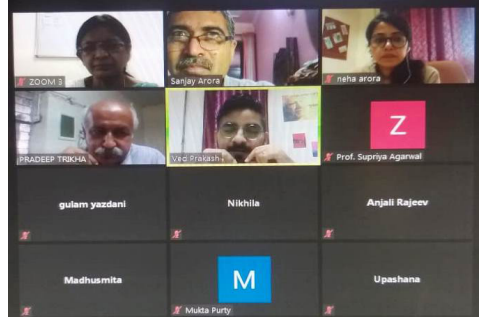 ZOOM 3
Sanjay Arora
neha arora
PRADEEP TRIKHA
Ved Prakash
Z
Prof. Supriya Agarwal
gulam yazdani
Nikhila
Anjali Rajeev
Madhusmita
M
Mukta Purty
Upashana